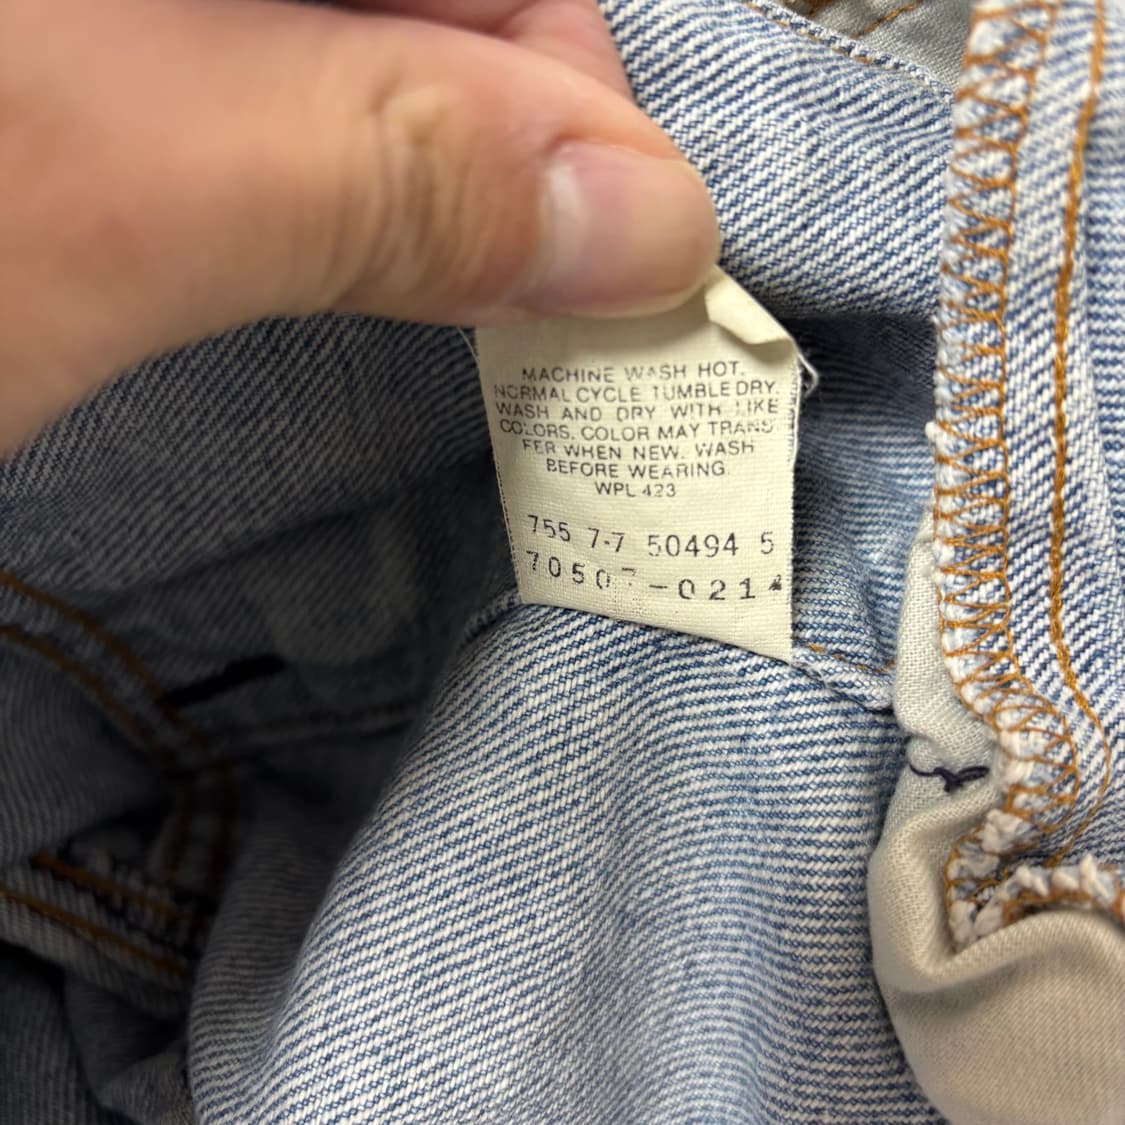 MACHINE WASH HOT.
NORMAL CYCLE TUMBLE DRY.
WASH AND DRY WITH LIKE
COLORS. COLOR MAY TRANS
FER WHEN NEW. WASH
BEFORE WEARING.
WPL 423
755 7-7 50494 5